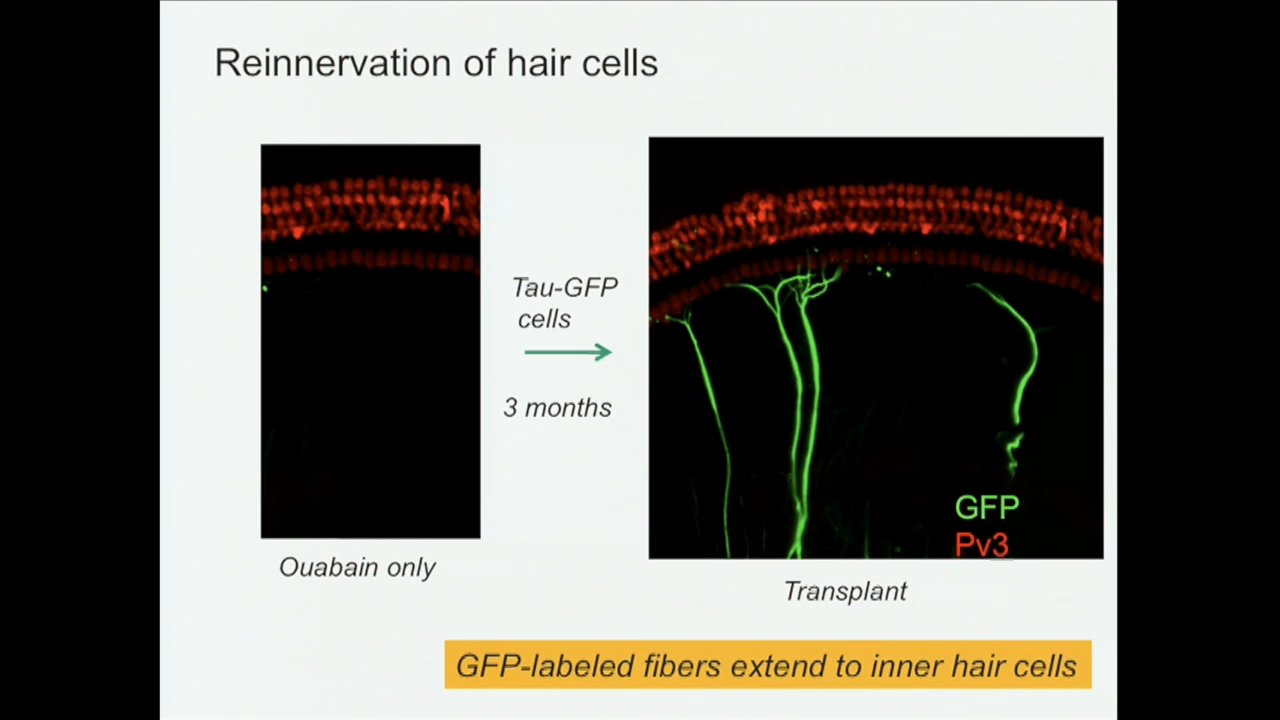 Reinnervation of hair cells
Tau-GFP
cells
3 months
GFP
Pv3
Ouabain only
Transplant
GFP-labeled fibers extend to inner hair cells